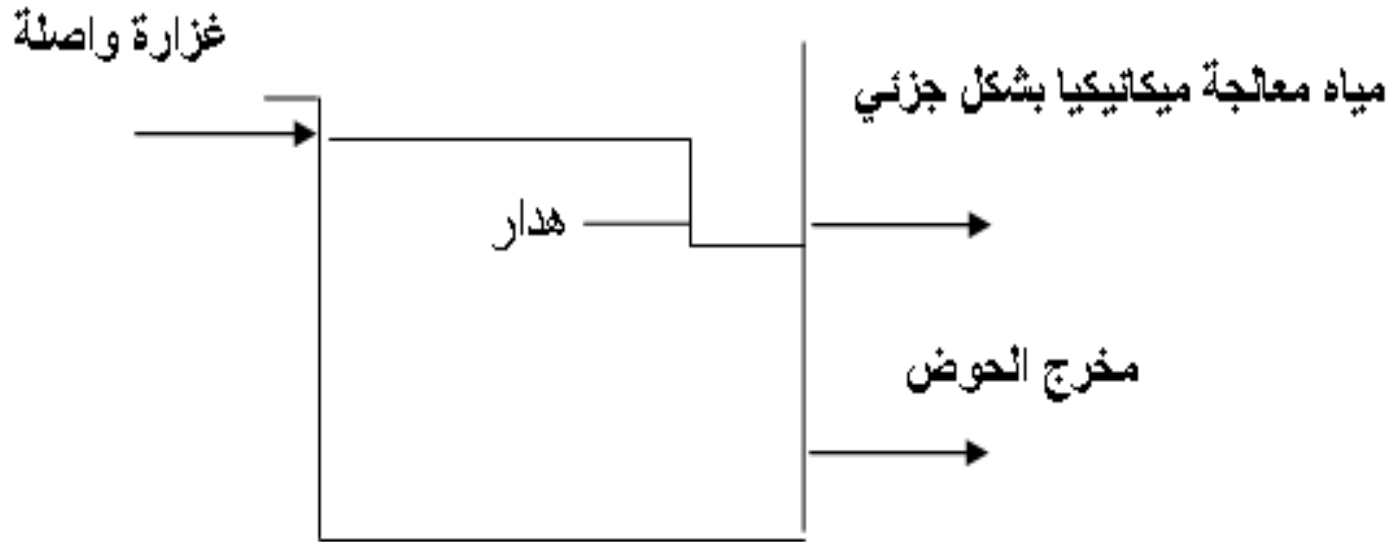 غزارة واصلة
مياه معالجة ميكانيكيا بشكل جزئي
هدار
مخرج الحوض